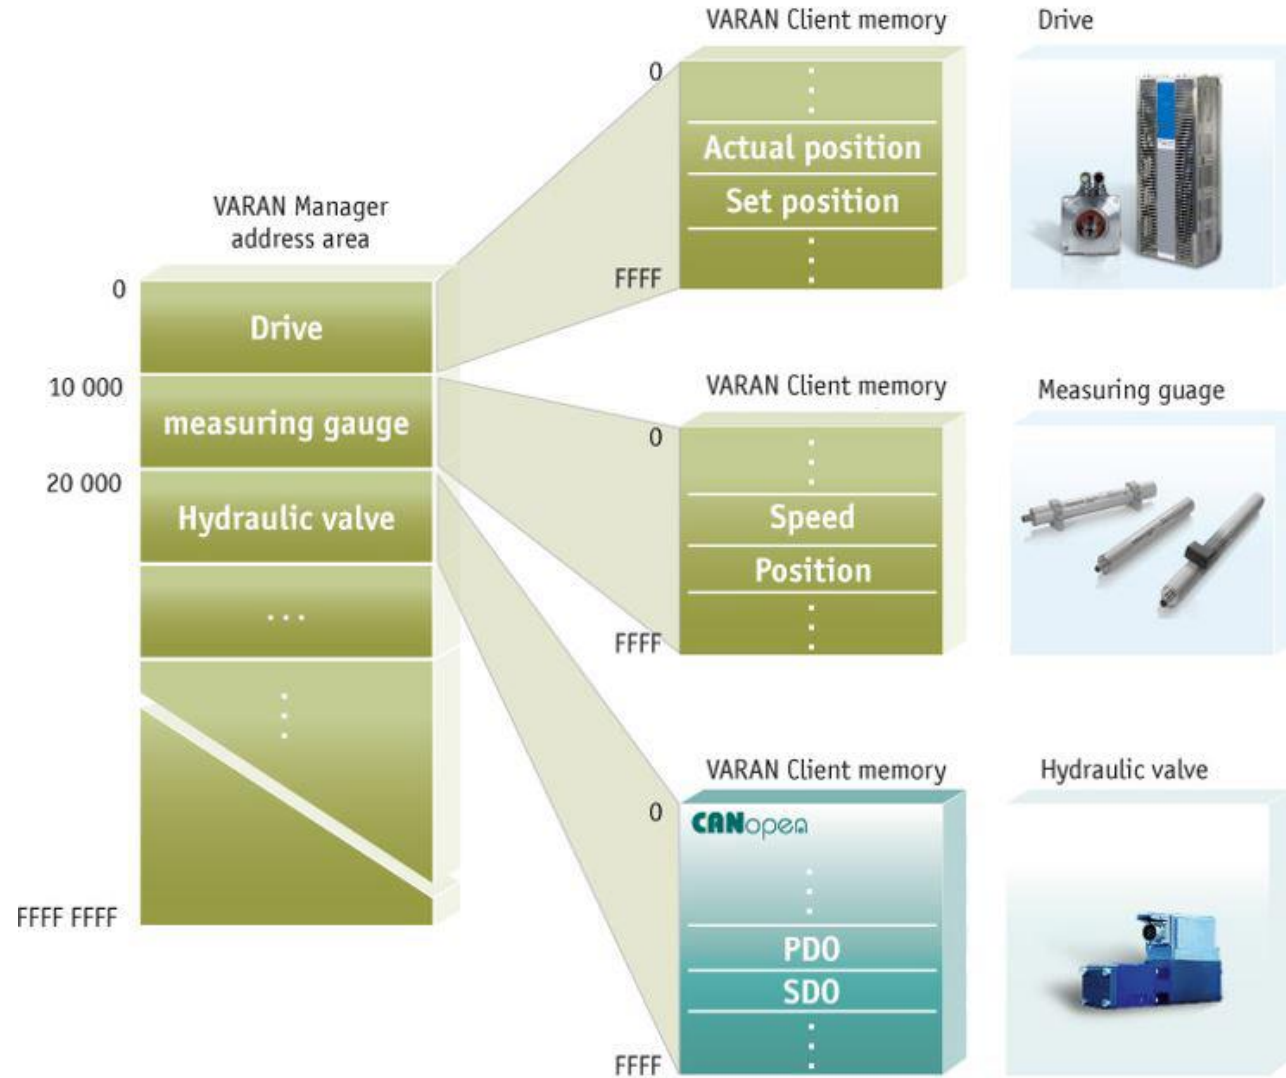 VARAN Client memory
Drive
0
Actual position
Set position
FFFF
VARAN Manager
address area
0
Drive
10 000
measuring gauge
20 000
Hydraulic valve
...
FFFF FFFF
VARAN Client memory
Measuring guage
0
Speed
Position
FFFF
VARAN Client memory
Hydraulic valve
0
CANopen
PDO
SDO
FFFF